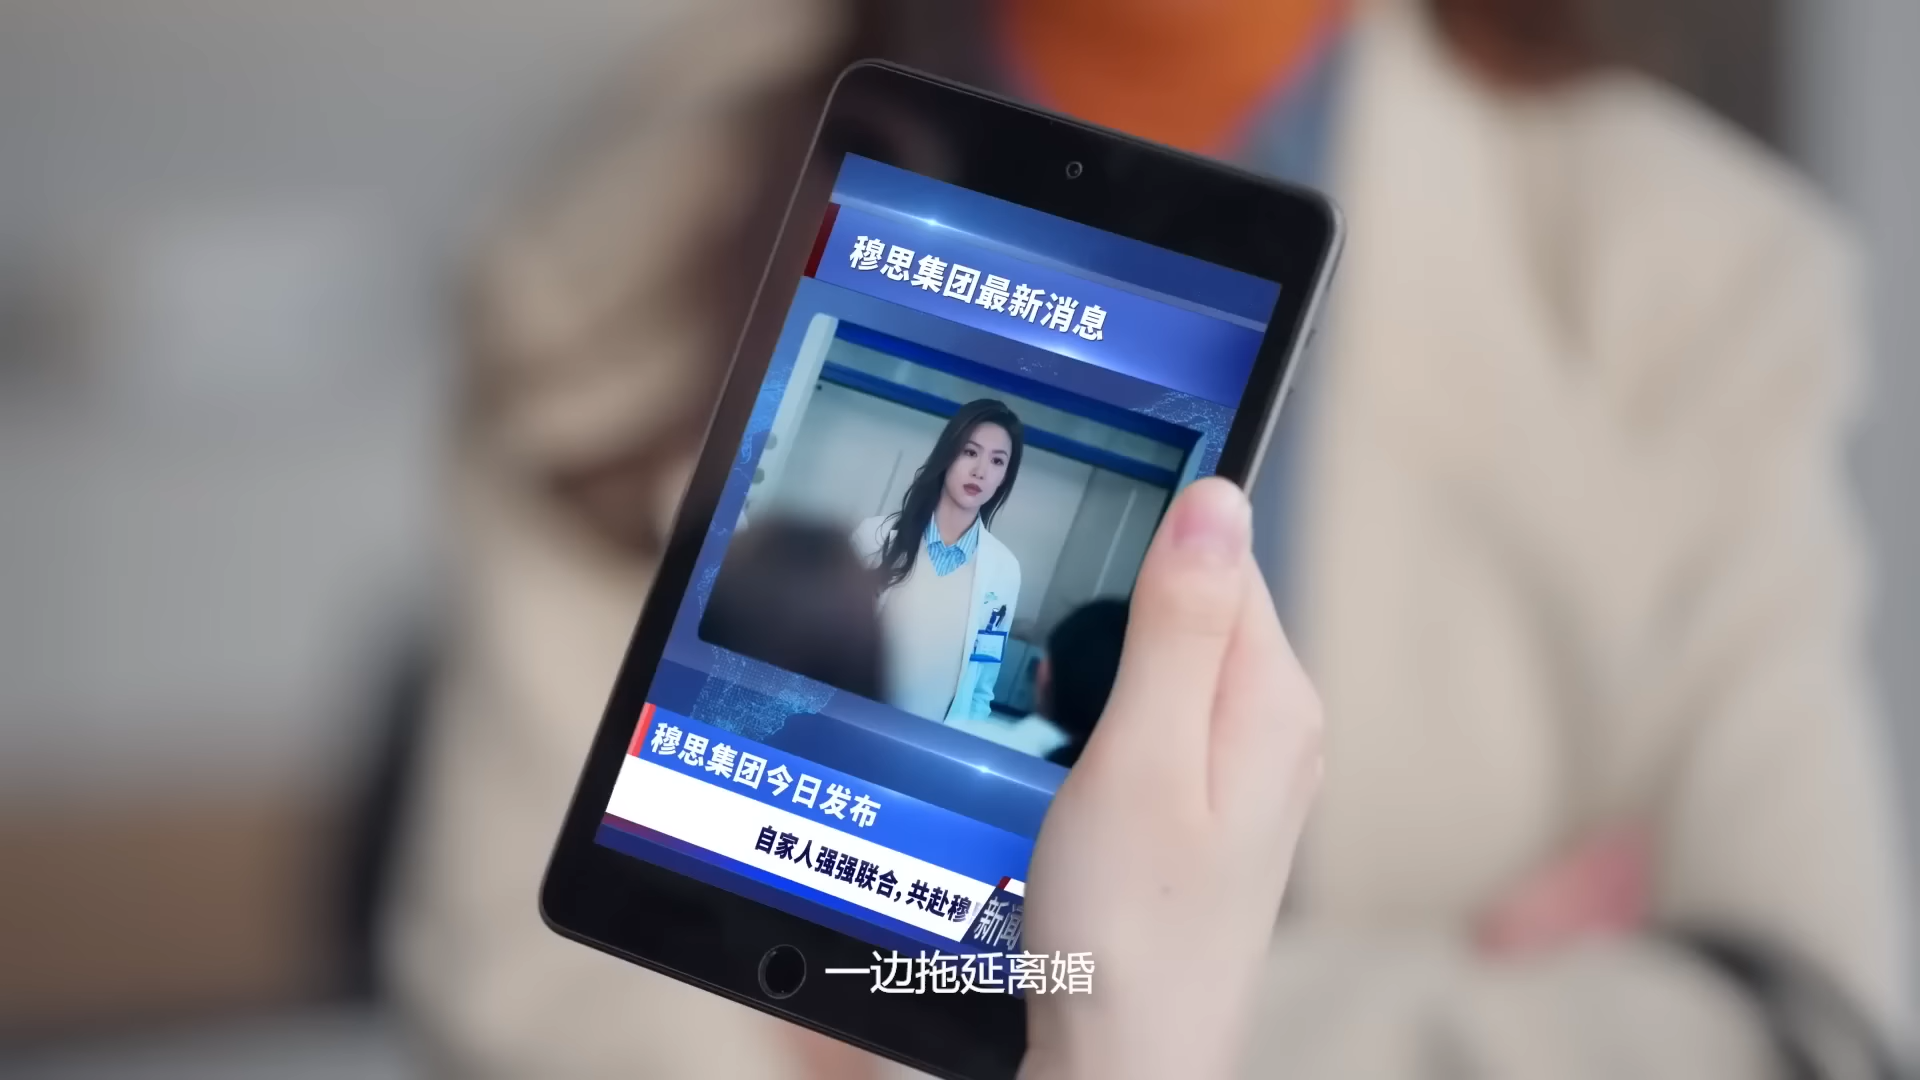 穆思集团最新消息
穆思集团今日发布
自家人强强联合，共赴穆
新闻
一边拖延离婚